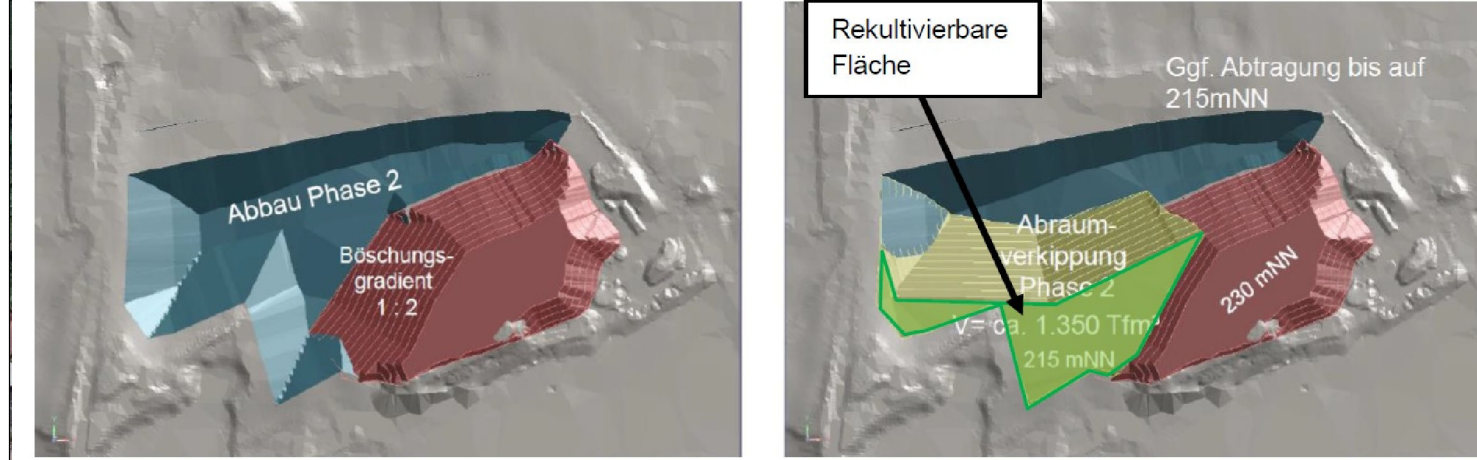 Abbau Phase 2
Böschungs-
gradient
1 : 2
Rekultivierbare
Fläche
Ggf. Abtragung bis auf
215mNN
Abraum-
verkippung
Phase 2
V= ca. 1.350 Tfm³
215 mNN
230 mNN